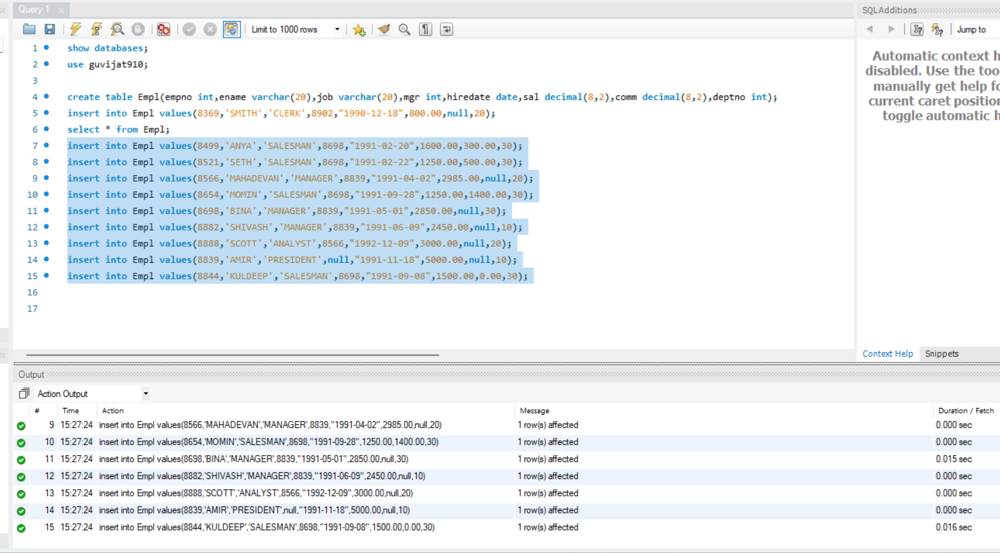 Query 1
SQLAdditions
Limit to 1000 rows
Jump to
1 show databases;
2 use guvijat910;
3
4 create table Empl(empno int,ename varchar(20),job varchar(20),mgr int,hiredate date,sal decimal(8,2),comm decimal(8,2),deptno int);
5 insert into Empl values(8369,'SMITH','CLERK',8902,"1990-12-18",800.00,null,20);
6 select * from Empl;
7 insert into Empl values(8499,'ANYA','SALESMAN',8698,"1991-02-20",1600.00,300.00,30);
8 insert into Empl values(8521,'SETH','SALESMAN',8698,"1991-02-22",1250.00,500.00,30);
9 insert into Empl values(8566,'MAHADEVAN','MANAGER',8839,"1991-04-02",2985.00,null,20);
10 insert into Empl values(8654,'MOMIN','SALESMAN',8698,"1991-09-28",1250.00,1400.00,30);
11 insert into Empl values(8698,'BINA','MANAGER',8839,"1991-05-01",2850.00,null,30);
12 insert into Empl values(8882,'SHIVASH','MANAGER',8839,"1991-06-09",2450.00,null,10);
13 insert into Empl values(8888,'SCOTT','ANALYST',8566,"1992-12-09",3000.00,null,20);
14 insert into Empl values(8839,'AMIR','PRESIDENT',null,"1991-11-18",5000.00,null,10);
15 insert into Empl values(8844,'KULDEEP','SALESMAN',8698,"1991-09-08",1500.00,0.00,30);
16
17
Automatic context h
disabled. Use the too
manually get help fo
current caret position
toggle automatic h
Context Help Snippets
Output
Action Output
# Time Action Message Duration / Fetch
9 15:27:24 insert into Empl values(8566,'MAHADEVAN','MANAGER',8839,"1991-04-02",2985.00,null,20) 1 row(s) affected 0.000 sec
10 15:27:24 insert into Empl values(8654,'MOMIN','SALESMAN',8698,"1991-09-28",1250.00,1400.00,30) 1 row(s) affected 0.000 sec
11 15:27:24 insert into Empl values(8698,'BINA','MANAGER',8839,"1991-05-01",2850.00,null,30) 1 row(s) affected 0.015 sec
12 15:27:24 insert into Empl values(8882,'SHIVASH','MANAGER',8839,"1991-06-09",2450.00,null,10) 1 row(s) affected 0.000 sec
13 15:27:24 insert into Empl values(8888,'SCOTT','ANALYST',8566,"1992-12-09",3000.00,null,20) 1 row(s) affected 0.000 sec
14 15:27:24 insert into Empl values(8839,'AMIR','PRESIDENT',null,"1991-11-18",5000.00,null,10) 1 row(s) affected 0.000 sec
15 15:27:24 insert into Empl values(8844,'KULDEEP','SALESMAN',8698,"1991-09-08",1500.00,0.00,30) 1 row(s) affected 0.016 sec